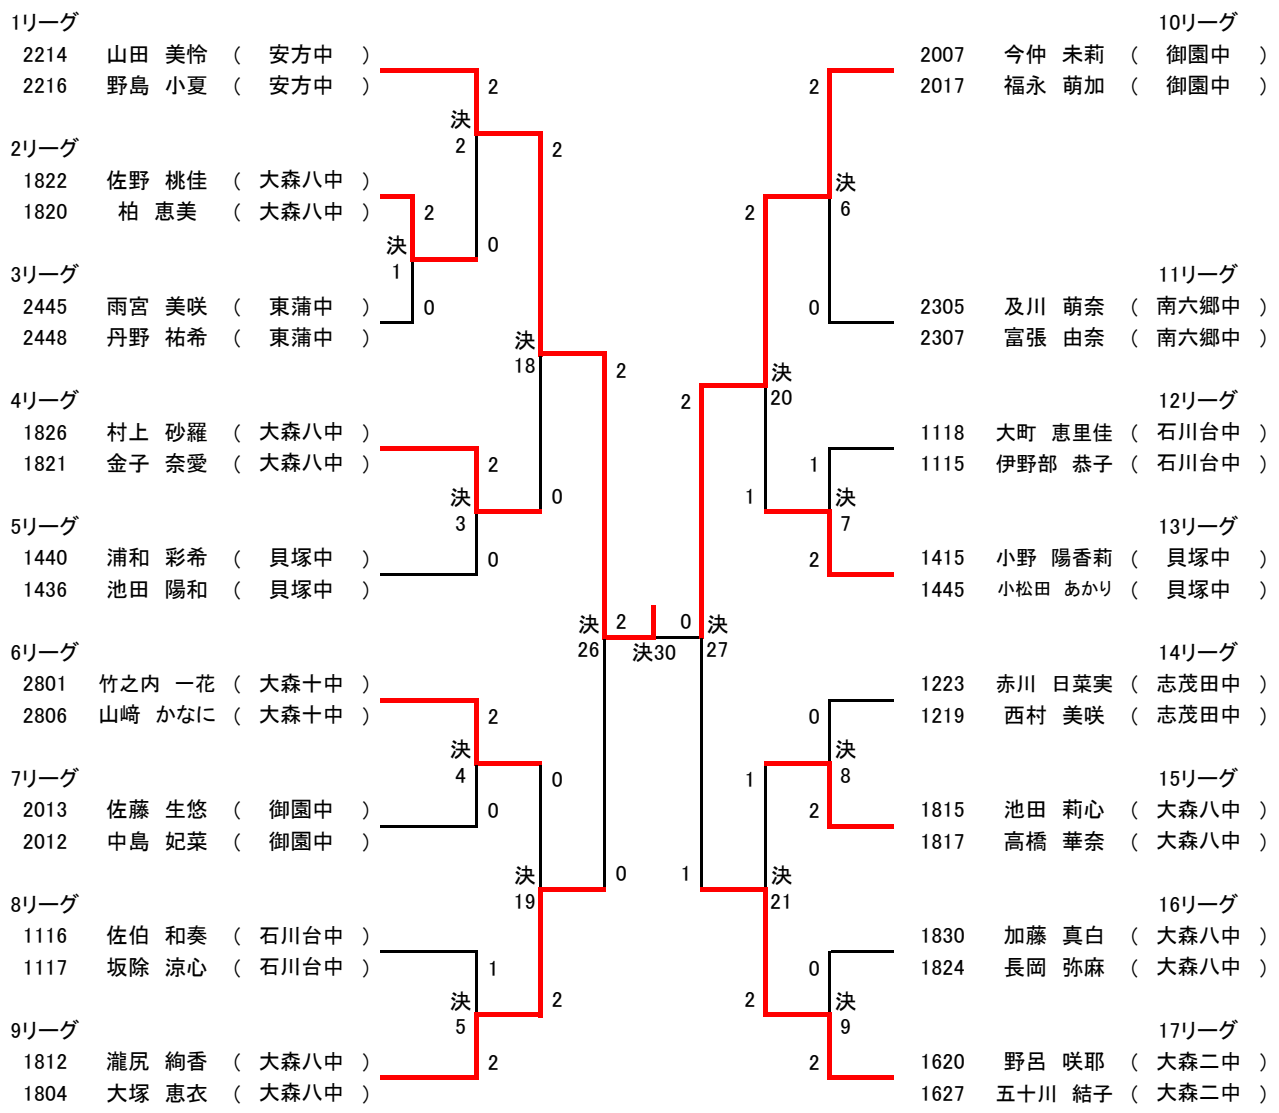 1リーグ
2214 山田 美怜 ( 安方中 )
2216 野島 小夏 ( 安方中 )
2
決
2
2
2リーグ
1822 佐野 桃佳 ( 大森八中 )
1820 柏 恵美 ( 大森八中 )
2
決
1
0
3リーグ
2445 雨宮 美咲 ( 東蒲中 )
2448 丹野 祐希 ( 東蒲中 )
0
決
18
2
4リーグ
1826 村上 砂羅 ( 大森八中 )
1821 金子 奈愛 ( 大森八中 )
2
決
3
0
5リーグ
1440 浦和 彩希 ( 貝塚中 )
1436 池田 陽和 ( 貝塚中 )
0
決
26
2
決30
0
決
27
6リーグ
2801 竹之内 一花 ( 大森十中 )
2806 山﨑 かなに ( 大森十中 )
2
決
4
0
7リーグ
2013 佐藤 生悠 ( 御園中 )
2012 中島 妃菜 ( 御園中 )
0
決
19
0
8リーグ
1116 佐伯 和奏 ( 石川台中 )
1117 坂除 涼心 ( 石川台中 )
1
決
5
2
9リーグ
1812 瀧尻 絢香 ( 大森八中 )
1804 大塚 恵衣 ( 大森八中 )
2
10リーグ
2007 今仲 未莉 ( 御園中 )
2017 福永 萌加 ( 御園中 )
2
決
6
2
0
11リーグ
2305 及川 萌奈 ( 南六郷中 )
2307 富張 由奈 ( 南六郷中 )
決
20
2
12リーグ
1118 大町 恵里佳 ( 石川台中 )
1115 伊野部 恭子 ( 石川台中 )
1
決
7
1
13リーグ
1415 小野 陽香莉 ( 貝塚中 )
1445 小松田 あかり ( 貝塚中 )
2
14リーグ
1223 赤川 日菜実 ( 志茂田中 )
1219 西村 美咲 ( 志茂田中 )
0
決
8
1
15リーグ
1815 池田 莉心 ( 大森八中 )
1817 高橋 華奈 ( 大森八中 )
2
決
21
1
16リーグ
1830 加藤 真白 ( 大森八中 )
1824 長岡 弥麻 ( 大森八中 )
0
決
9
2
17リーグ
1620 野呂 咲耶 ( 大森二中 )
1627 五十川 結子 ( 大森二中 )
2